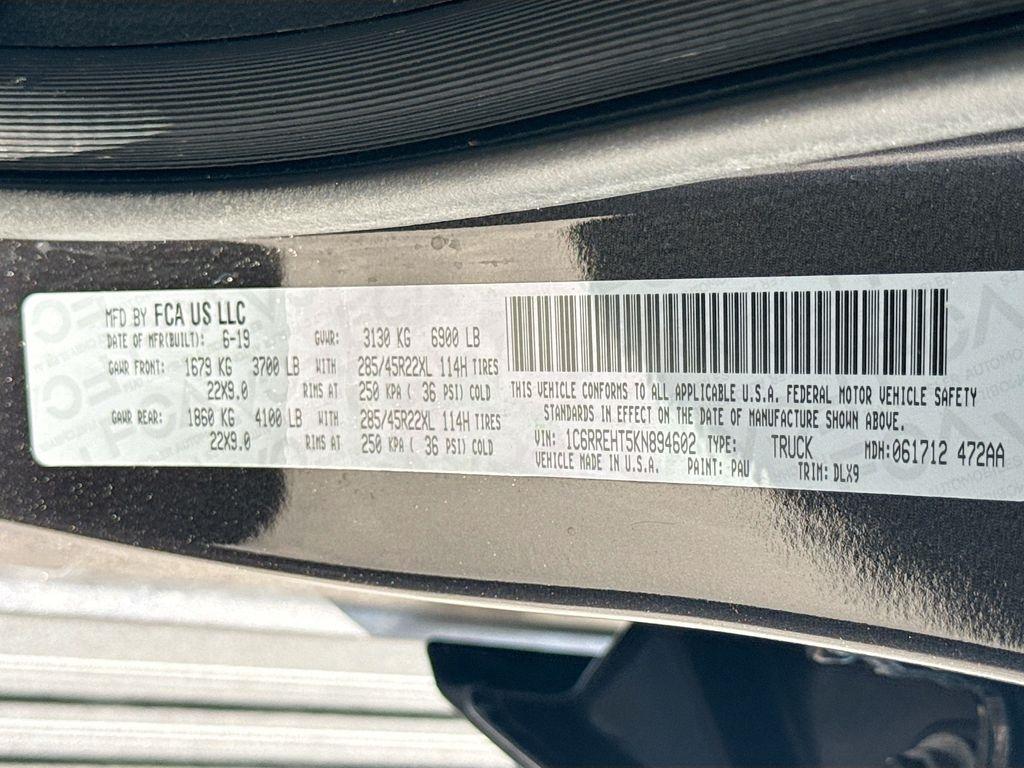 MFD BY FCA US LLC
DATE OF MFR(BUILT): 6-19 GVWR: 3130 KG 6900 LB
GAWR FRONT: 1679 KG 3700 LB WITH 285/45R22XL 114H TIRES
22X9.0 RIMS AT 250 KPA ( 36 PSI) COLD
GAWR REAR: 1860 KG 4100 LB WITH 285/45R22XL 114H TIRES
22X9.0 RIMS AT 250 KPA ( 36 PSI) COLD
THIS VEHICLE CONFORMS TO ALL APPLICABLE U.S.A. FEDERAL MOTOR VEHICLE SAFETY
STANDARDS IN EFFECT ON THE DATE OF MANUFACTURE SHOWN ABOVE.
VIN: 1C6RREHT5KN894602 TYPE: TRUCK MDH: 061712 472AA
VEHICLE MADE IN U.S.A. PAINT: PAU TRIM: DLX9